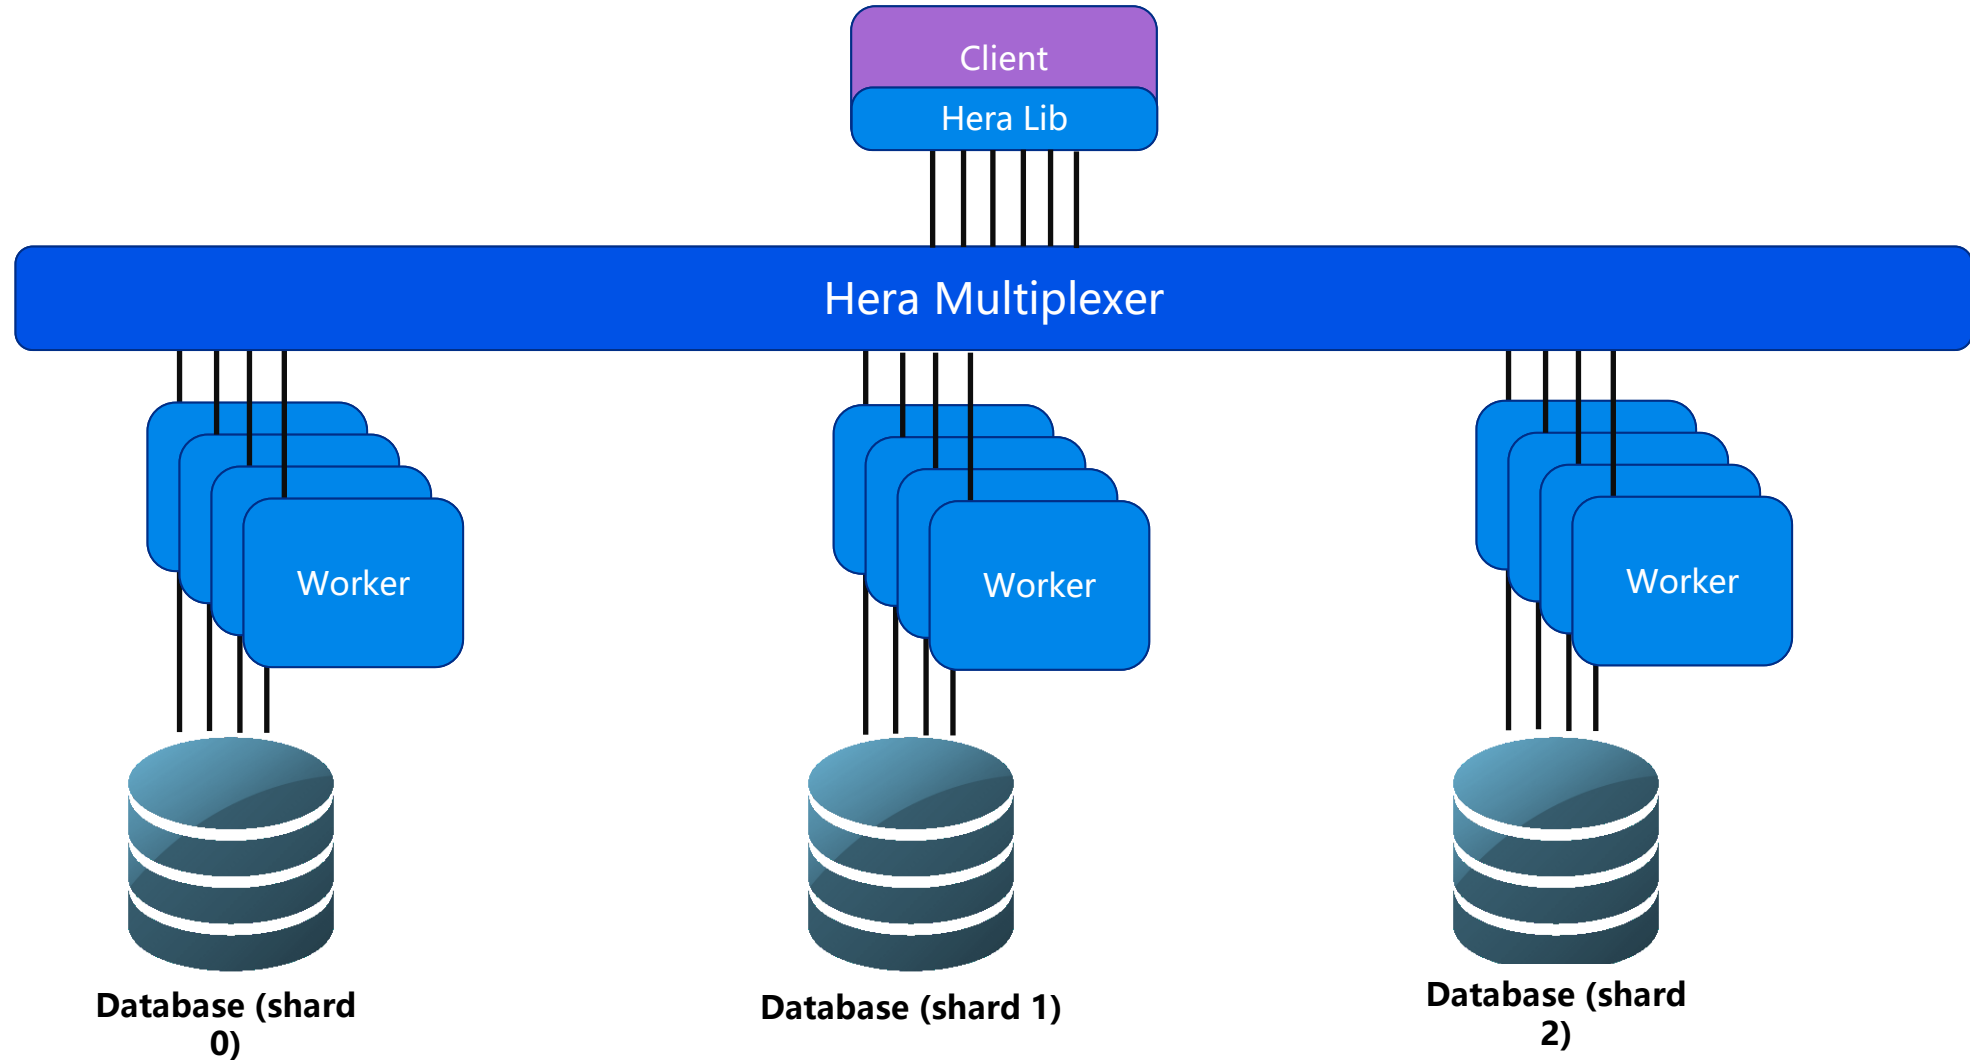 Client
Hera Lib
Hera Multiplexer
Worker
Worker
Worker
Database (shard
0)
Database (shard 1)
Database (shard
2)